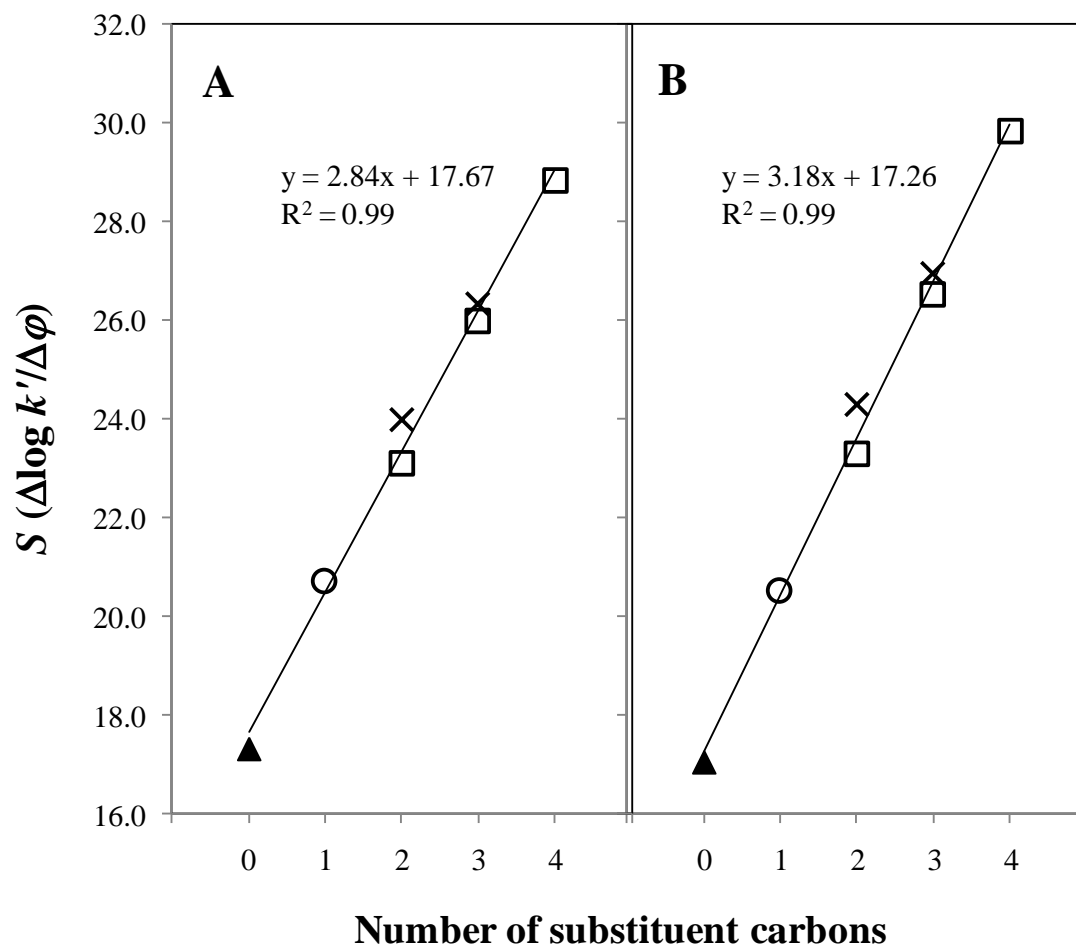 32.0
30.0
28.0
26.0
24.0
22.0
20.0
18.0
16.0
S (Δlog k'/Δφ)
A
y = 2.84x + 17.67
R² = 0.99
B
y = 3.18x + 17.26
R² = 0.99
0 1 2 3 4 0 1 2 3 4
Number of substituent carbons